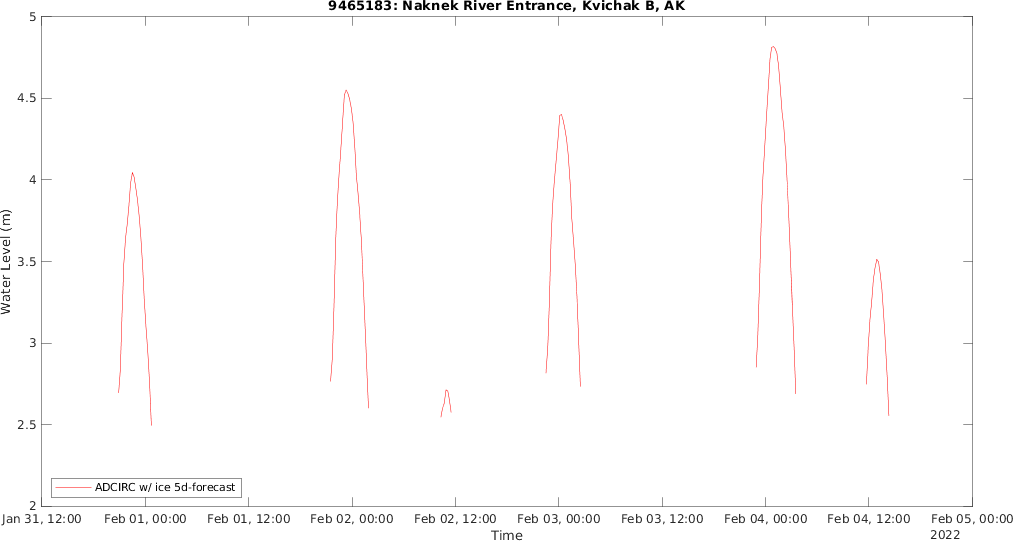 9465183: Naknek River Entrance, Kvichak B, AK
Water Level (m)
5
4.5
4
3.5
3
2.5
2
ADCIRC w/ ice 5d-forecast
Jan 31, 12:00 Feb 01, 00:00 Feb 01, 12:00 Feb 02, 00:00 Feb 02, 12:00 Feb 03, 00:00 Feb 03, 12:00 Feb 04, 00:00 Feb 04, 12:00 Feb 05, 00:00
Time
2022